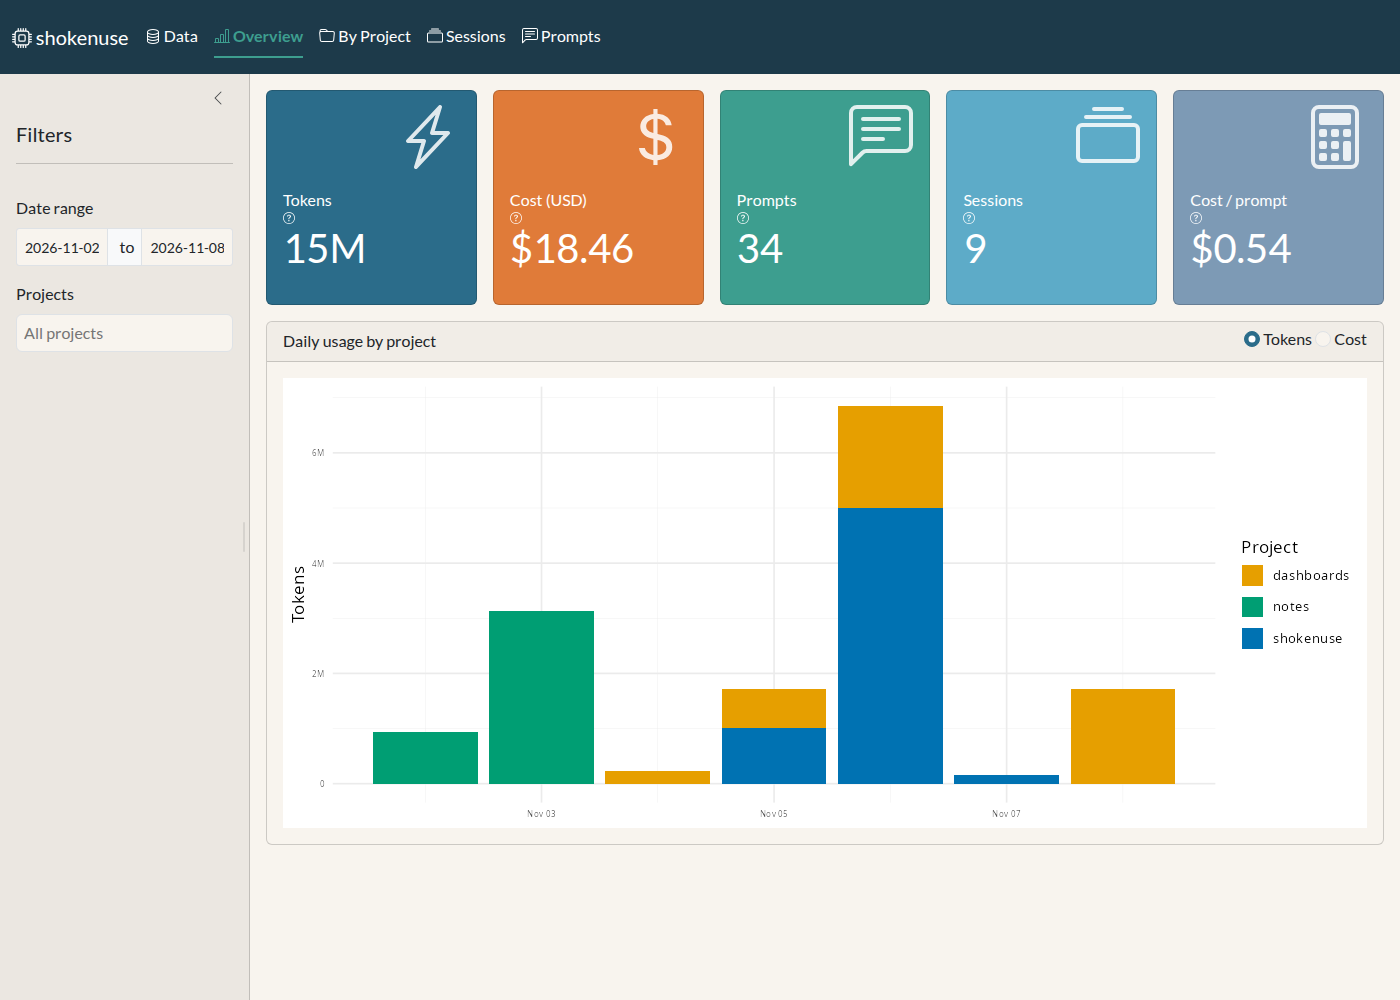 shokenuse Data Overview By Project Sessions Prompts
Filters
Date range
2026-11-02 to 2026-11-08
Projects
All projects
Tokens
?
15M
Cost (USD)
?
$18.46
Prompts
?
34
Sessions
?
9
Cost / prompt
?
$0.54
Daily usage by project
Tokens Cost
Tokens
6M
4M
2M
0
Nov 03 Nov 05 Nov 07
Project
dashboards
notes
shokenuse